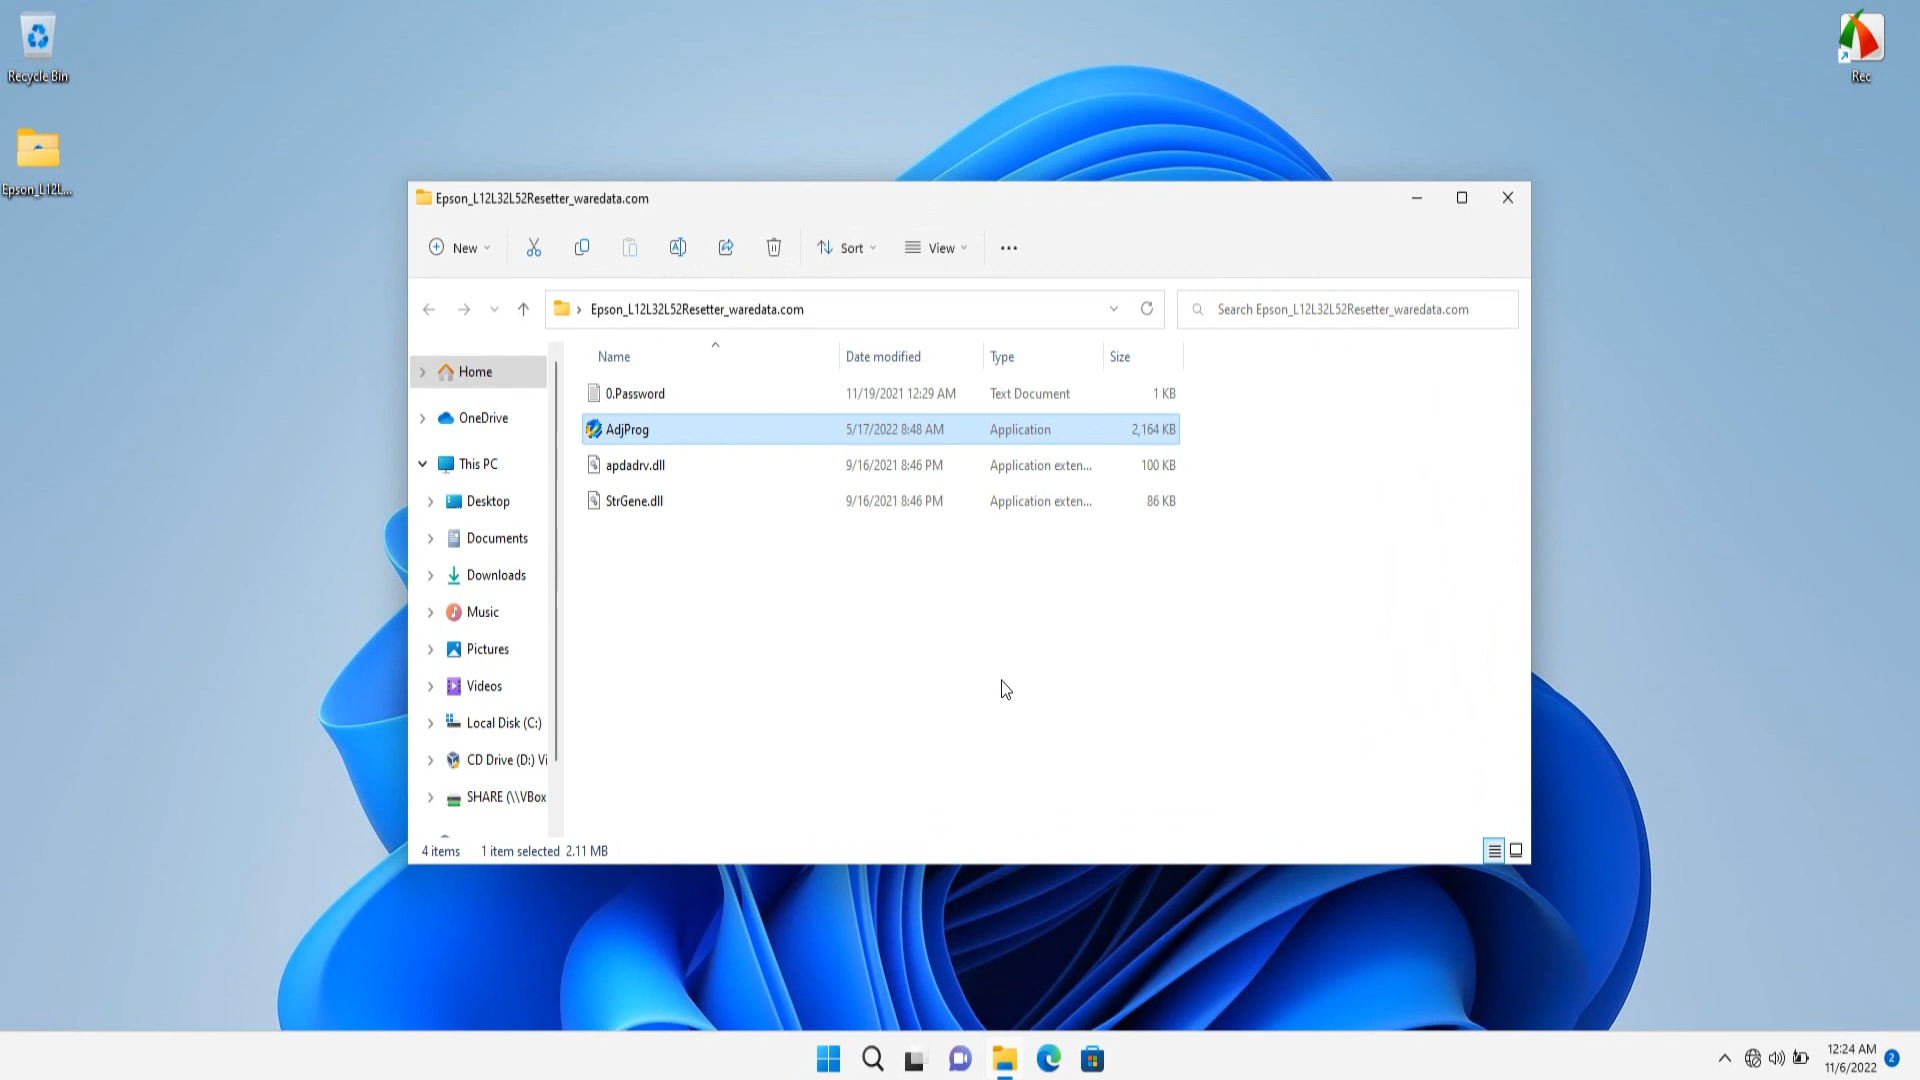 Recycle Bin
Epson_L12L...
Rec
Epson_L12L32L52Resetter_waredata.com
New
Sort
View
Epson_L12L32L52Resetter_waredata.com
Search Epson_L12L32L52Resetter_waredata.com
Name Date modified Type Size
0.Password 11/19/2021 12:29 AM Text Document 1 KB
AdjProg 5/17/2022 8:48 AM Application 2,164 KB
apdadrv.dll 9/16/2021 8:46 PM Application exten... 100 KB
StrGene.dll 9/16/2021 8:46 PM Application exten... 86 KB
Home
OneDrive
This PC
Desktop
Documents
Downloads
Music
Pictures
Videos
Local Disk (C:)
CD Drive (D:) Vi
SHARE (\\VBox
4 items 1 item selected 2.11 MB
12:24 AM
11/6/2022
2